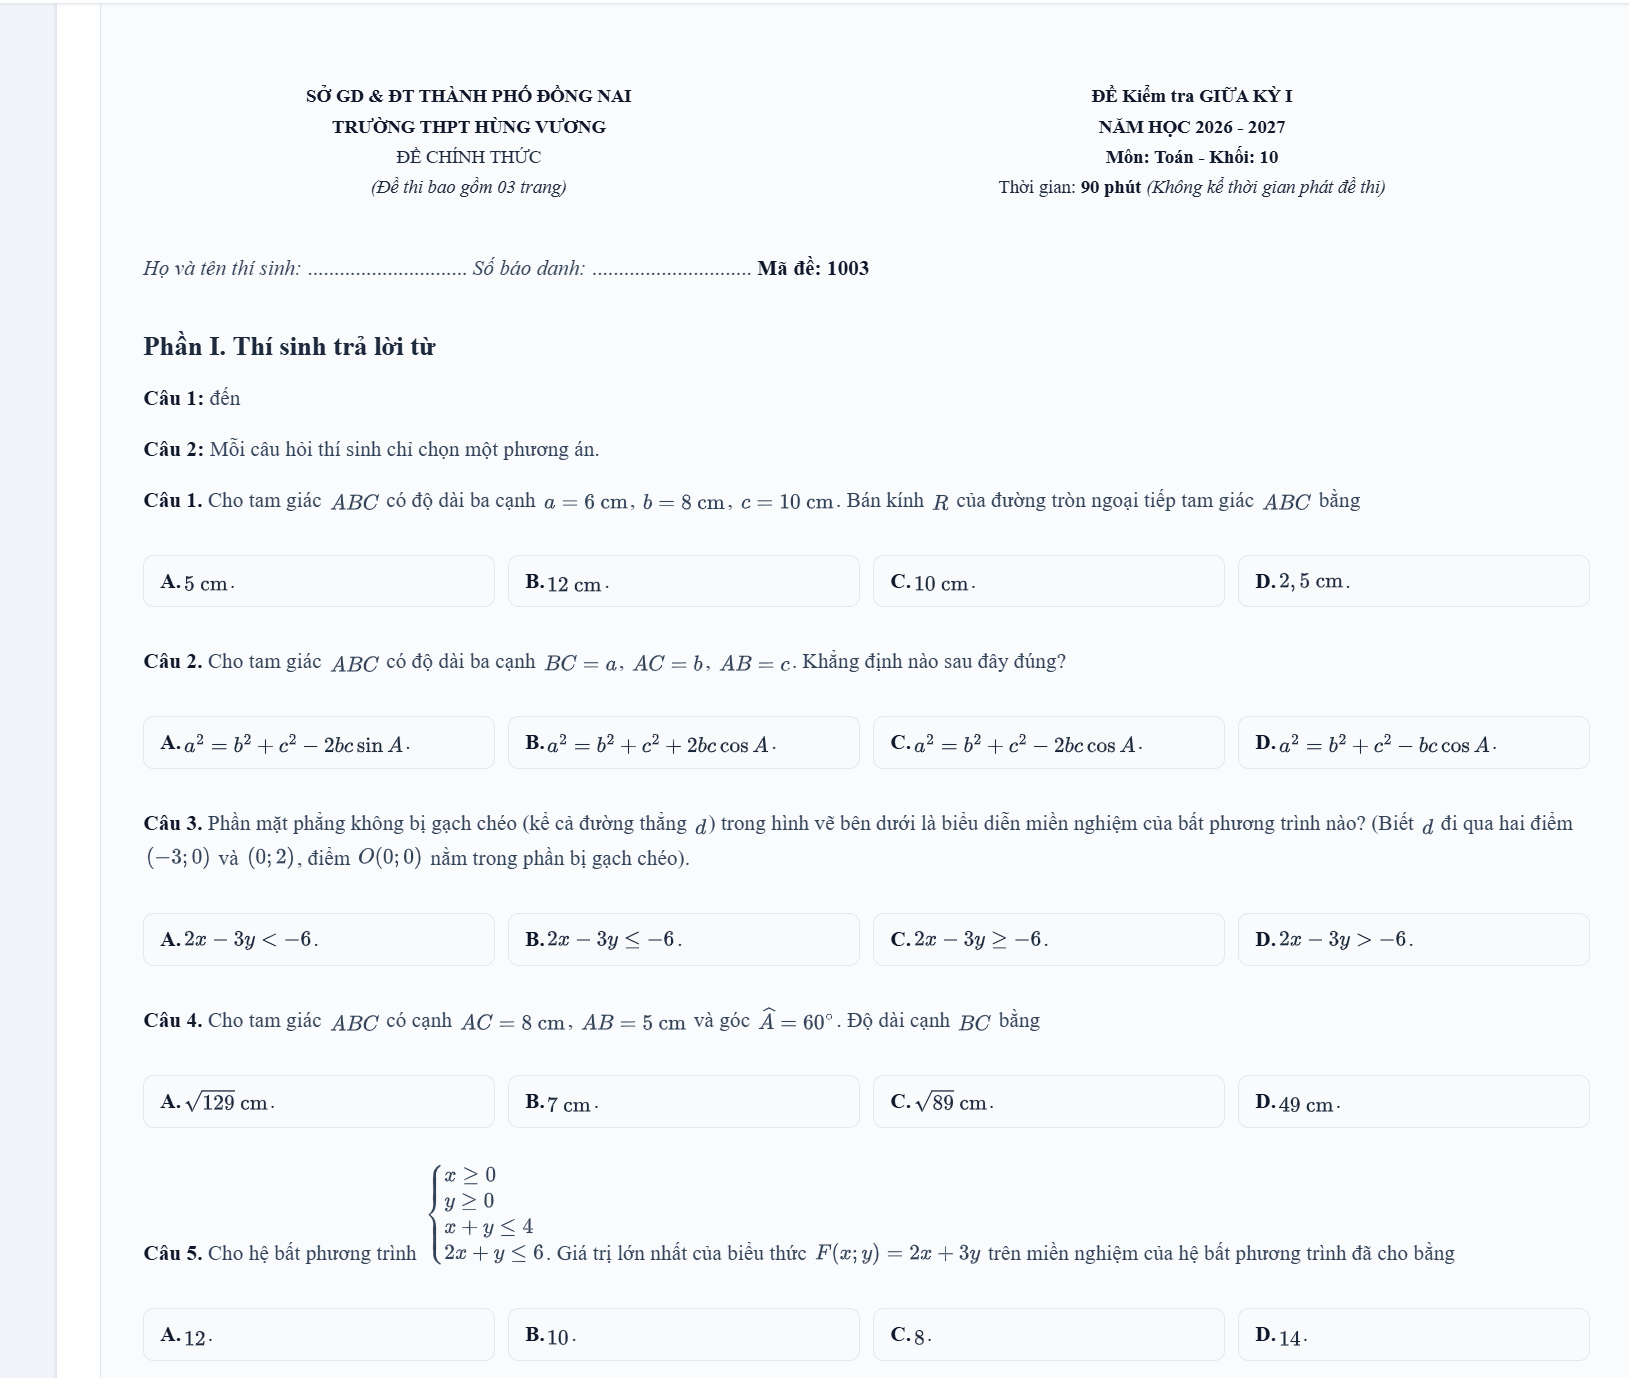 SỞ GD & ĐT THÀNH PHỐ ĐỒNG NAI
TRƯỜNG THPT HÙNG VƯƠNG
ĐỀ CHÍNH THỨC
(Đề thi bao gồm 03 trang)
ĐỀ Kiểm tra GIỮA KỲ I
NĂM HỌC 2026 - 2027
Môn: Toán - Khối: 10
Thời gian: 90 phút (Không kể thời gian phát đề thi)
Họ và tên thí sinh: .............................. Số báo danh: .............................. Mã đề: 1003
Phần I. Thí sinh trả lời từ
Câu 1: đến
Câu 2: Mỗi câu hỏi thí sinh chỉ chọn một phương án.
Câu 1. Cho tam giác ABC có độ dài ba cạnh a = 6 cm, b = 8 cm, c = 10 cm. Bán kính R của đường tròn ngoại tiếp tam giác ABC bằng
A. 5 cm.
B. 12 cm.
C. 10 cm.
D. 2,5 cm.
Câu 2. Cho tam giác ABC có độ dài ba cạnh BC = a, AC = b, AB = c. Khẳng định nào sau đây đúng?
A. a² = b² + c² − 2bc sin A.
B. a² = b² + c² + 2bc cos A.
C. a² = b² + c² − 2bc cos A.
D. a² = b² + c² − bc cos A.
Câu 3. Phần mặt phẳng không bị gạch chéo (kể cả đường thẳng d) trong hình vẽ bên dưới là biểu diễn miền nghiệm của bất phương trình nào? (Biết d đi qua hai điểm
(−3; 0) và (0; 2), điểm O(0; 0) nằm trong phần bị gạch chéo).
A. 2x − 3y < −6.
B. 2x − 3y ≤ −6.
C. 2x − 3y ≥ −6.
D. 2x − 3y > −6.
Câu 4. Cho tam giác ABC có cạnh AC = 8 cm, AB = 5 cm và góc Â = 60°. Độ dài cạnh BC bằng
A. √129 cm.
B. 7 cm.
C. √89 cm.
D. 49 cm.
x ≥ 0
y ≥ 0
x + y ≤ 4
Câu 5. Cho hệ bất phương trình { 2x + y ≤ 6. Giá trị lớn nhất của biểu thức F(x; y) = 2x + 3y trên miền nghiệm của hệ bất phương trình đã cho bằng
A. 12.
B. 10.
C. 8.
D. 14.